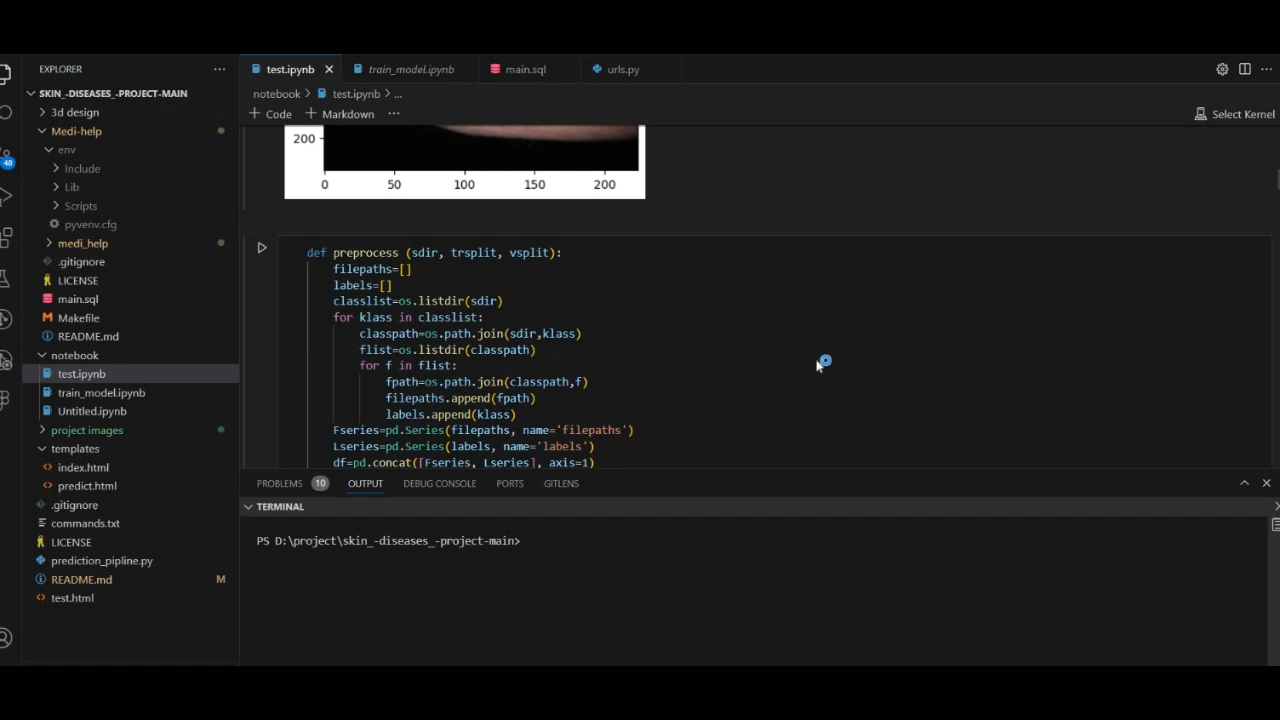 EXPLORER
test.ipynb
train_model.ipynb
main.sql
urls.py
SKIN_-DISEASES_-PROJECT-MAIN
notebook > test.ipynb > ...
3d design
+ Code + Markdown ...
Select Kernel
Medi-help
env
200
Include
0 50 100 150 200
Lib
Scripts
pyvenv.cfg
medi_help
.gitignore
LICENSE
main.sql
Makefile
README.md
notebook
test.ipynb
train_model.ipynb
Untitled.ipynb
project images
templates
index.html
predict.html
.gitignore
commands.txt
LICENSE
prediction_pipline.py
README.md M
test.html
48
def preprocess (sdir, trsplit, vsplit):
filepaths=[]
labels=[]
classlist=os.listdir(sdir)
for klass in classlist:
classpath=os.path.join(sdir,klass)
flist=os.listdir(classpath)
for f in flist:
fpath=os.path.join(classpath,f)
filepaths.append(fpath)
labels.append(klass)
Fseries=pd.Series(filepaths, name='filepaths')
Lseries=pd.Series(labels, name='labels')
df=pd.concat([Fseries, Lseries], axis=1)
PROBLEMS 10 OUTPUT DEBUG CONSOLE PORTS GITLENS
TERMINAL
PS D:\project\skin_-diseases_-project-main>